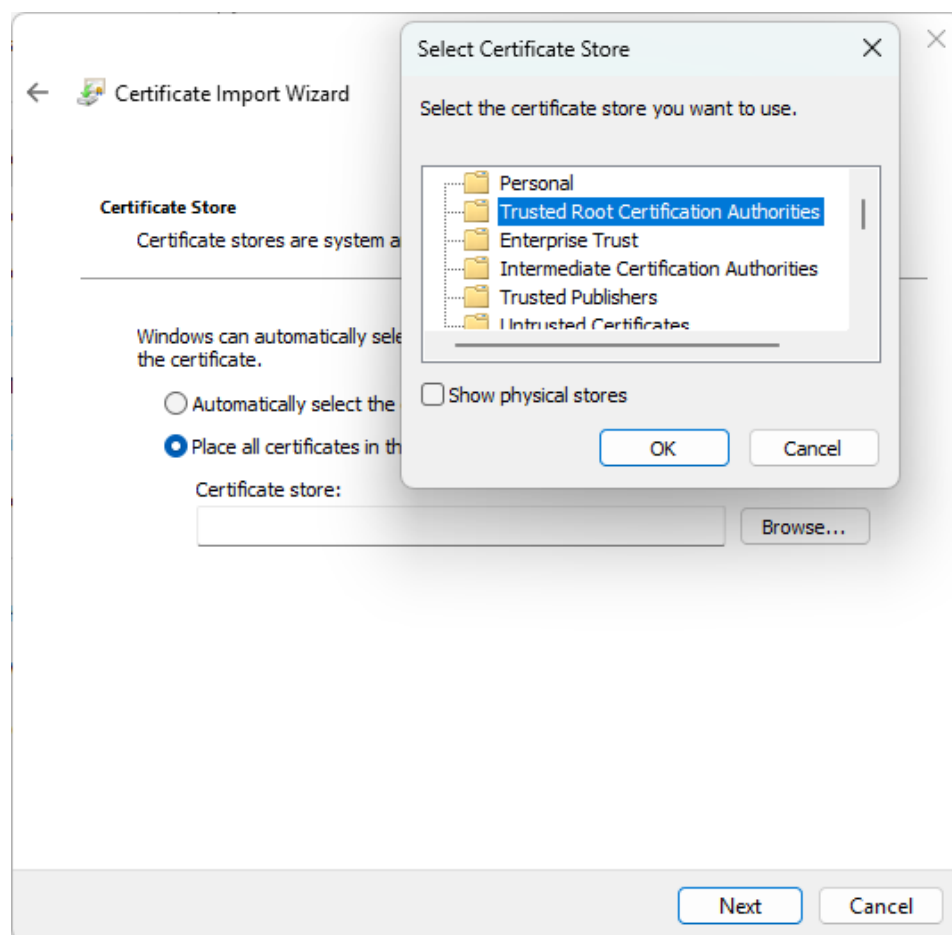 Certificate Import Wizard
Certificate Store
Certificate stores are system a
Windows can automatically sele
the certificate.
Automatically select the
Place all certificates in th
Certificate store:
Browse...
Next
Cancel
Select Certificate Store
Select the certificate store you want to use.
Personal
Trusted Root Certification Authorities
Enterprise Trust
Intermediate Certification Authorities
Trusted Publishers
Untrusted Certificates
Show physical stores
OK
Cancel